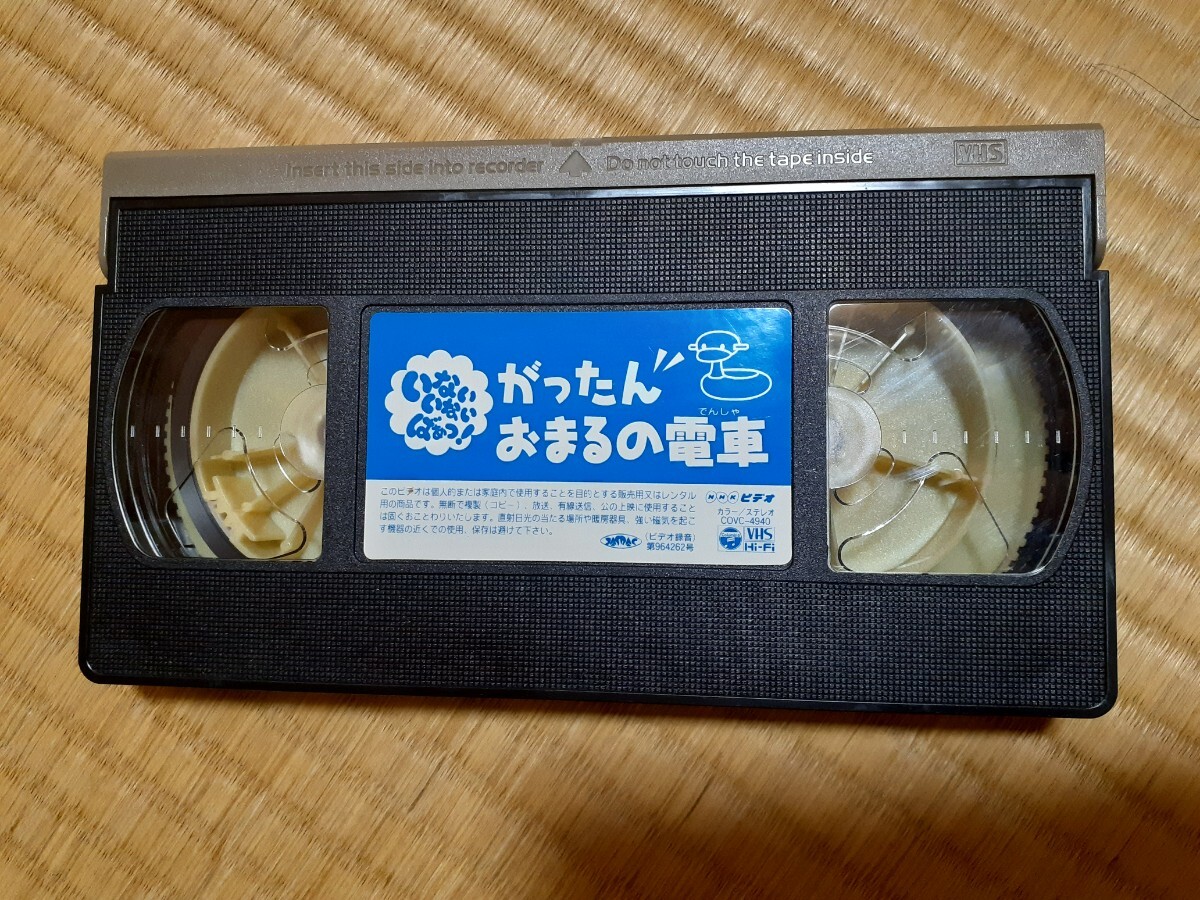 Insert this side into recorder
Do not touch the tape inside
VHS
いない
いない
ばあっ!
がったん
おまるの電車
でんしゃ
このビデオは個人的または家庭内で使用することを目的とする販売用又はレンタル
用の商品です。無断で複製(コピー)、放送、有線送信、公の上映に使用すること
は固くおことわりいたします。直射日光の当たる場所や暖房器具、強い磁気を起こ
す機器の近くでの使用、保存は避けて下さい。
(ビデオ録音)
第964262号
NHKビデオ
カラー/ステレオ
COVC-4940
VHS
Hi-Fi